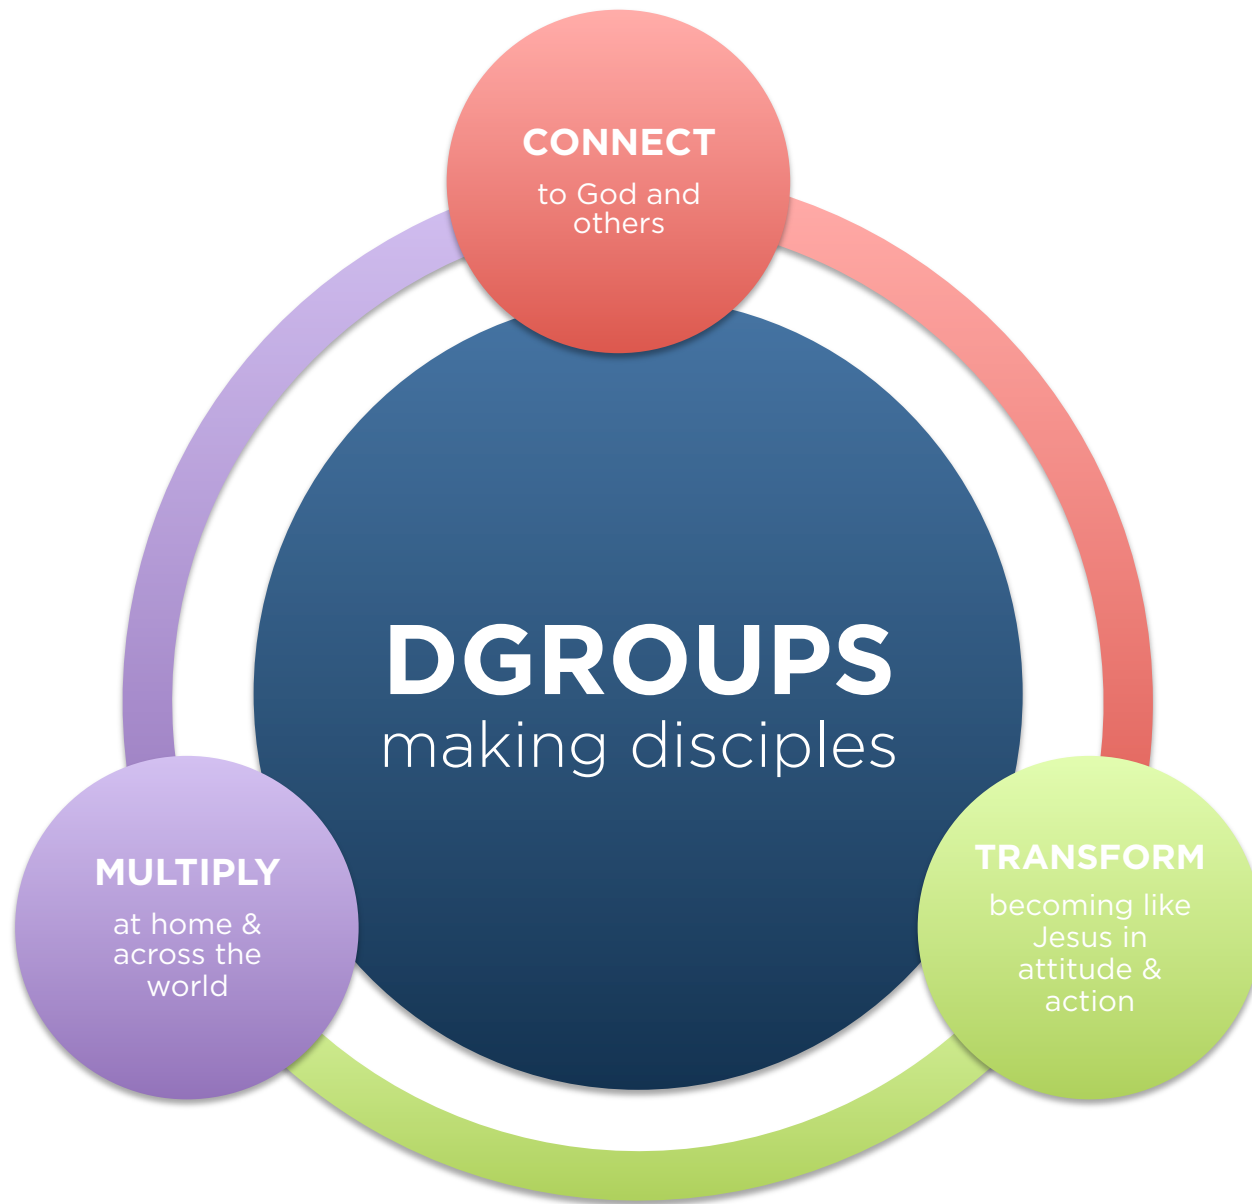 CONNECT
to God and
others
DGROUPS
making disciples
MULTIPLY
at home &
across the
world
TRANSFORM
becoming like
Jesus in
attitude &
action